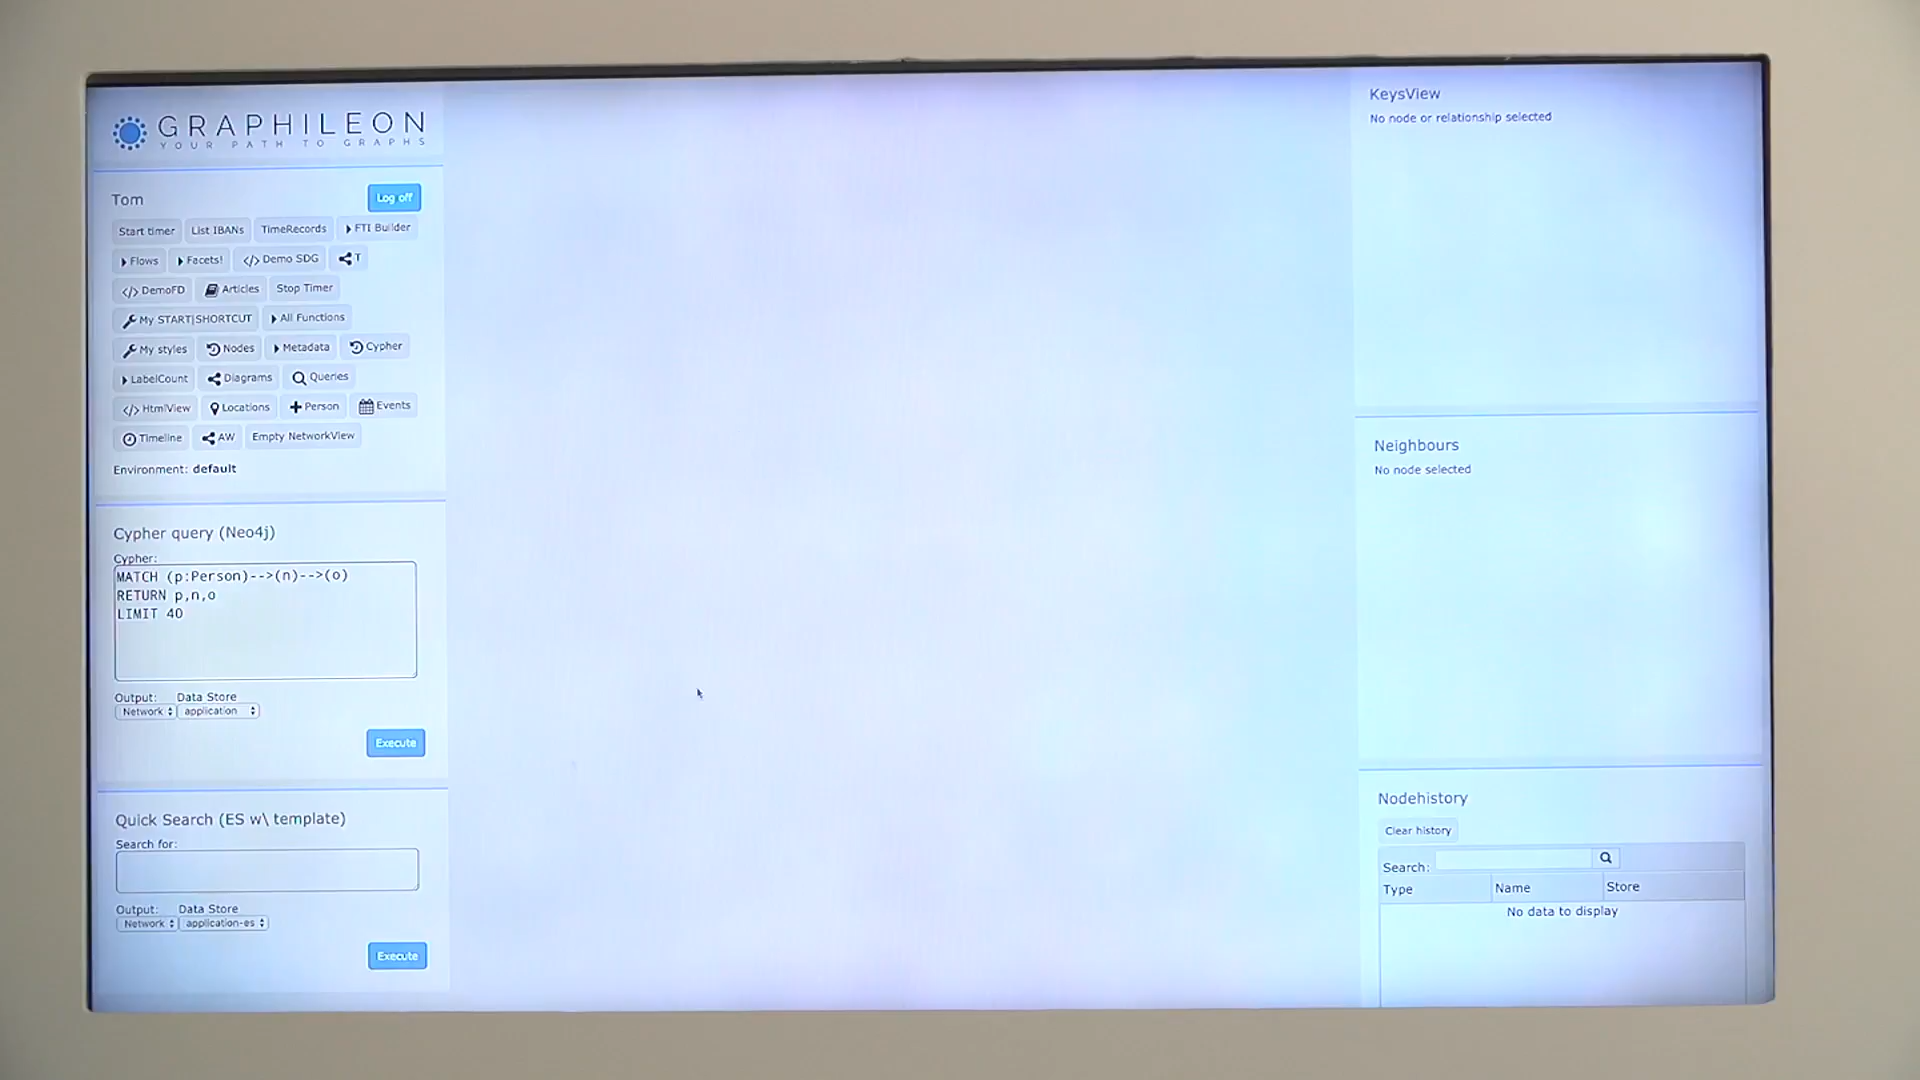 GRAPHILEON
YOUR PATH TO GRAPHS
Tom
Log off
Start timer
List IBANs
TimeRecords
FTI Builder
Flows
Facets!
</> Demo SDG
T
</> DemoFD
Articles
Stop Timer
My START|SHORTCUT
All Functions
My styles
Nodes
Metadata
Cypher
LabelCount
Diagrams
Queries
</> HtmlView
Locations
Person
Events
Timeline
AW
Empty NetworkView
Environment: default
Cypher query (Neo4j)
Cypher:
MATCH (p:Person)-->(n)-->(o)
RETURN p,n,o
LIMIT 40
Output: Data Store
Network application
Execute
Quick Search (ES w\ template)
Search for:
Output: Data Store
Network application-es
Execute
KeysView
No node or relationship selected
Neighbours
No node selected
Nodehistory
Clear history
Search:
Type Name Store
No data to display